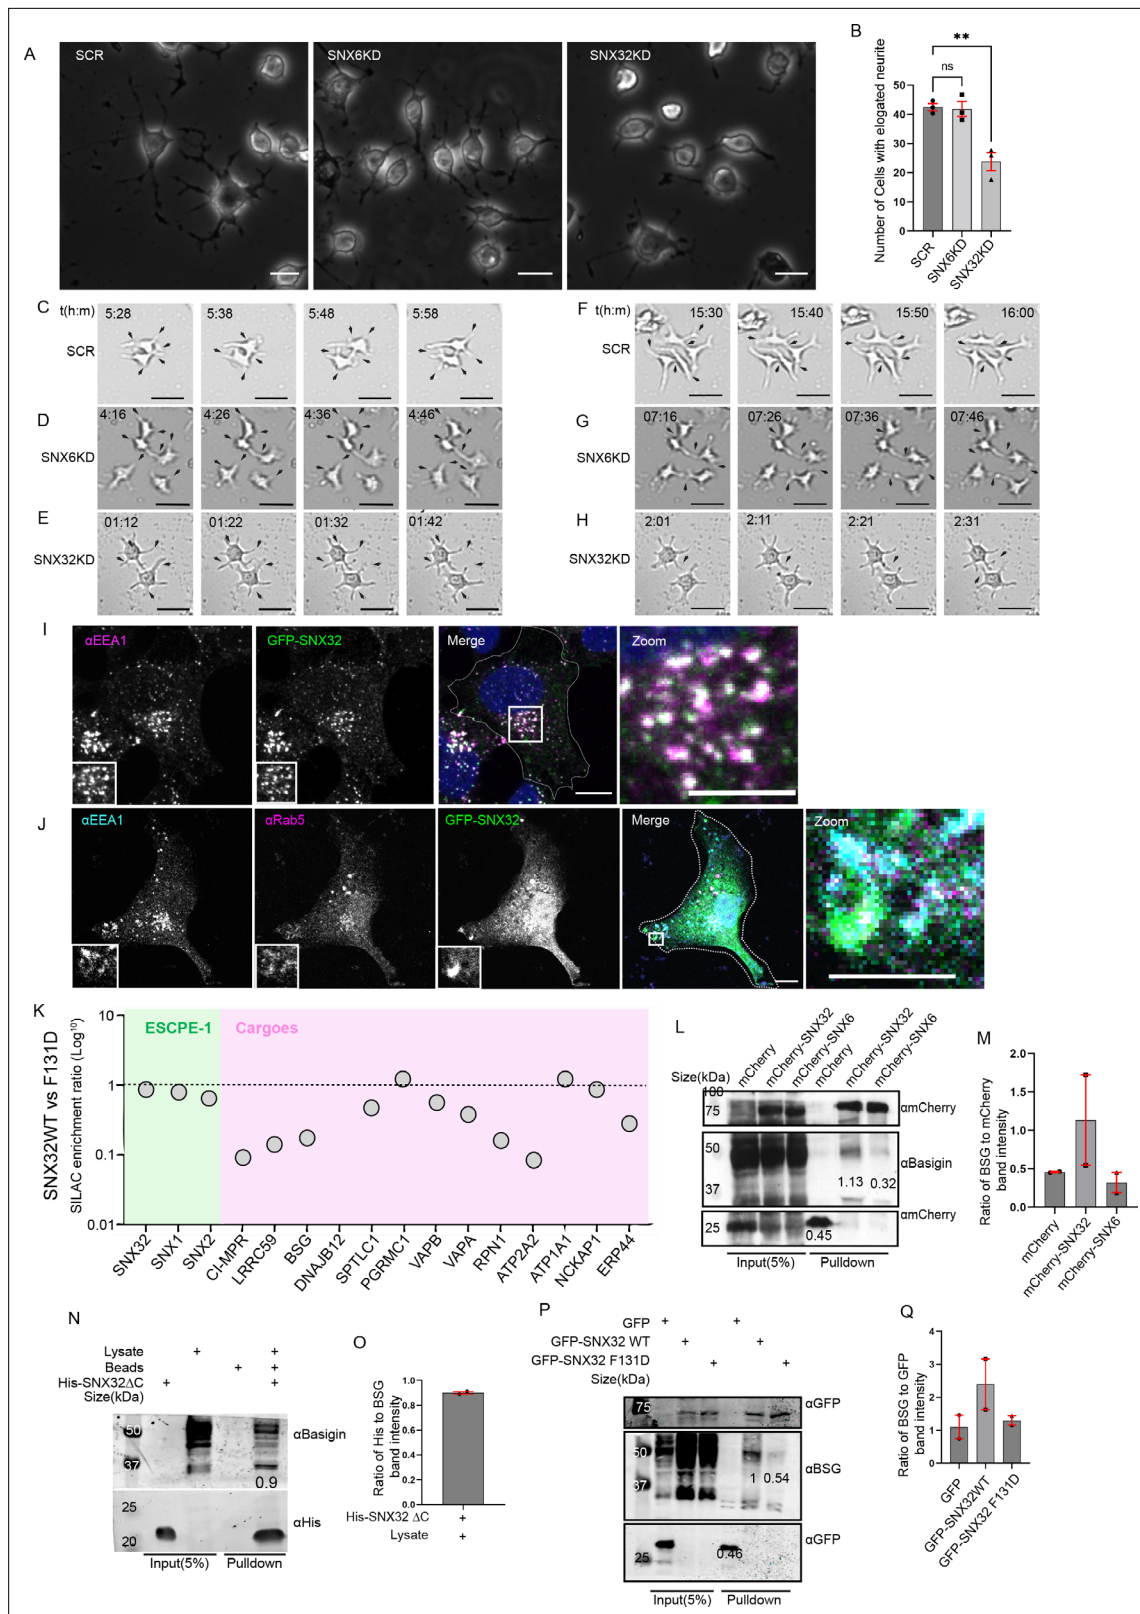 A
SCR
SNX6KD
SNX32KD
B
**
ns
Number of Cells with elogated neurite
50
40
30
20
10
0
SCR
SNX6KD
SNX32KD
C
t(h:m)
SCR
5:28
5:38
5:48
5:58
D
SNX6KD
4:16
4:26
4:36
4:46
E
SNX32KD
01:12
01:22
01:32
01:42
F
t(h:m)
SCR
15:30
15:40
15:50
16:00
G
SNX6KD
07:16
07:26
07:36
07:46
H
SNX32KD
2:01
2:11
2:21
2:31
I
αEEA1
GFP-SNX32
Merge
Zoom
J
αEEA1
αRab5
GFP-SNX32
Merge
Zoom
K
SNX32WT vs F131D
SILAC enrichment ratio (Log¹⁰)
10
1
0.1
0.01
ESCPE-1
Cargoes
SNX32
SNX1
SNX2
CI-MPR
LRRC59
BSG
DNAJB12
SPTLC1
PGRMC1
VAPB
VAPA
RPN1
ATP2A2
ATP1A1
NCKAP1
ERP44
L
Size(kDa)
mCherry
mCherry-SNX32
mCherry-SNX6
mCherry
mCherry-SNX32
mCherry-SNX6
100
75
αmCherry
50
37
αBasigin
1.13
0.32
25
αmCherry
0.45
Input(5%)
Pulldown
M
Ratio of BSG to mCherry
band intensity
2.0
1.5
1.0
0.5
0.0
mCherry
mCherry-SNX32
mCherry-SNX6
N
Lysate + +
Beads + +
His-SNX32ΔC + +
Size(kDa)
50
37
αBasigin
0.9
25
20
αHis
Input(5%)
Pulldown
O
Ratio of His to BSG
band intensity
1.0
0.8
0.6
0.4
0.2
0.0
His-SNX32 ΔC +
Lysate +
P
GFP + +
GFP-SNX32 WT + +
GFP-SNX32 F131D + +
Size(kDa)
75
αGFP
50
37
αBSG
1
0.54
25
αGFP
0.46
Input(5%)
Pulldown
Q
Ratio of BSG to GFP
band intensity
4
3
2
1
0
GFP
GFP-SNX32WT
GFP-SNX32 F131D